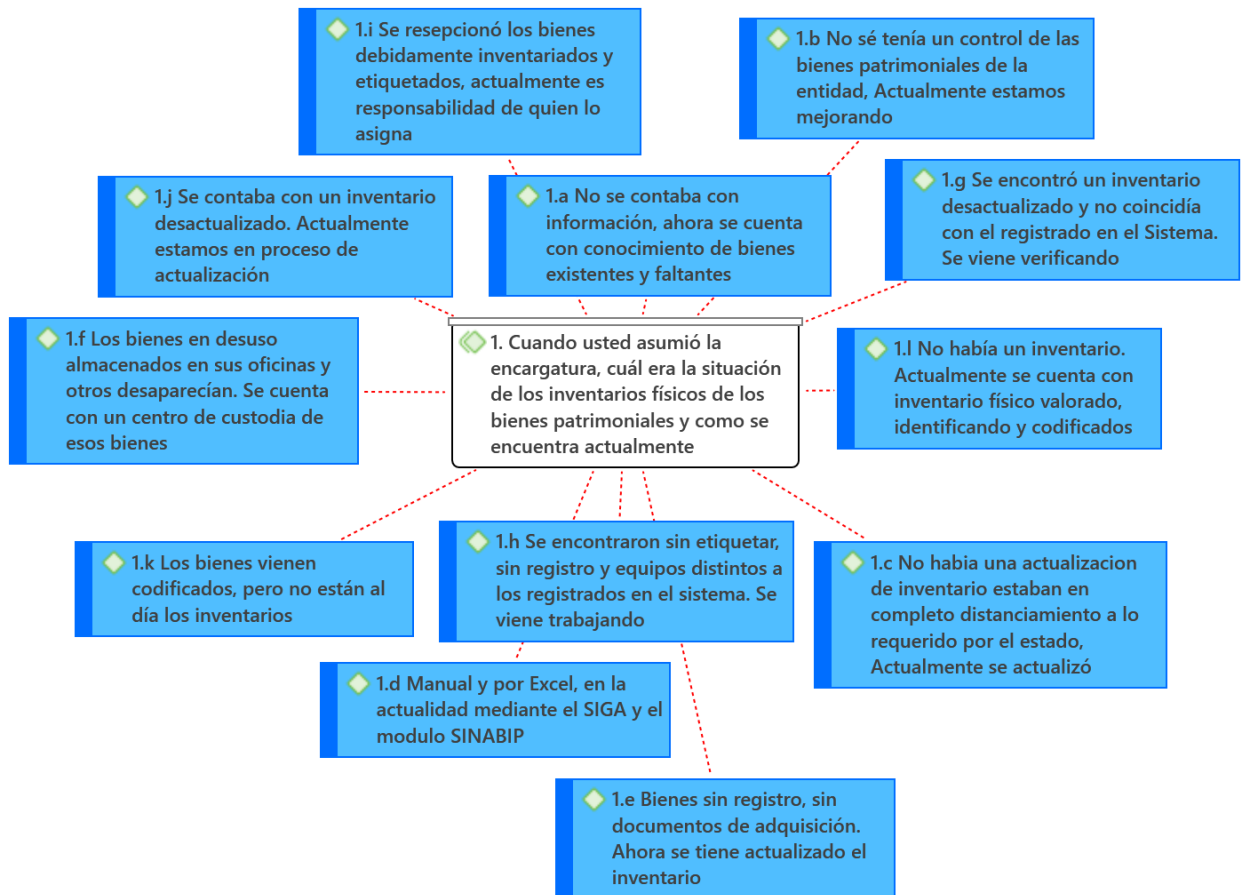 1.i Se resepcionó los bienes
debidamente inventariados y
etiquetados, actualmente es
responsabilidad de quien lo
asigna
1.b No sé tenía un control de las
bienes patrimoniales de la
entidad, Actualmente estamos
mejorando
1.j Se contaba con un inventario
desactualizado. Actualmente
estamos en proceso de
actualización
1.a No se contaba con
información, ahora se cuenta
con conocimiento de bienes
existentes y faltantes
1.g Se encontró un inventario
desactualizado y no coincidía
con el registrado en el Sistema.
Se viene verificando
1.f Los bienes en desuso
almacenados en sus oficinas y
otros desaparecían. Se cuenta
con un centro de custodia de
esos bienes
1. Cuando usted asumió la
encargatura, cuál era la situación
de los inventarios físicos de los
bienes patrimoniales y como se
encuentra actualmente
1.l No había un inventario.
Actualmente se cuenta con
inventario físico valorado,
identificando y codificados
1.k Los bienes vienen
codificados, pero no están al
día los inventarios
1.h Se encontraron sin etiquetar,
sin registro y equipos distintos a
los registrados en el sistema. Se
viene trabajando
1.c No habia una actualizacion
de inventario estaban en
completo distanciamiento a lo
requerido por el estado,
Actualmente se actualizó
1.d Manual y por Excel, en la
actualidad mediante el SIGA y el
modulo SINABIP
1.e Bienes sin registro, sin
documentos de adquisición.
Ahora se tiene actualizado el
inventario